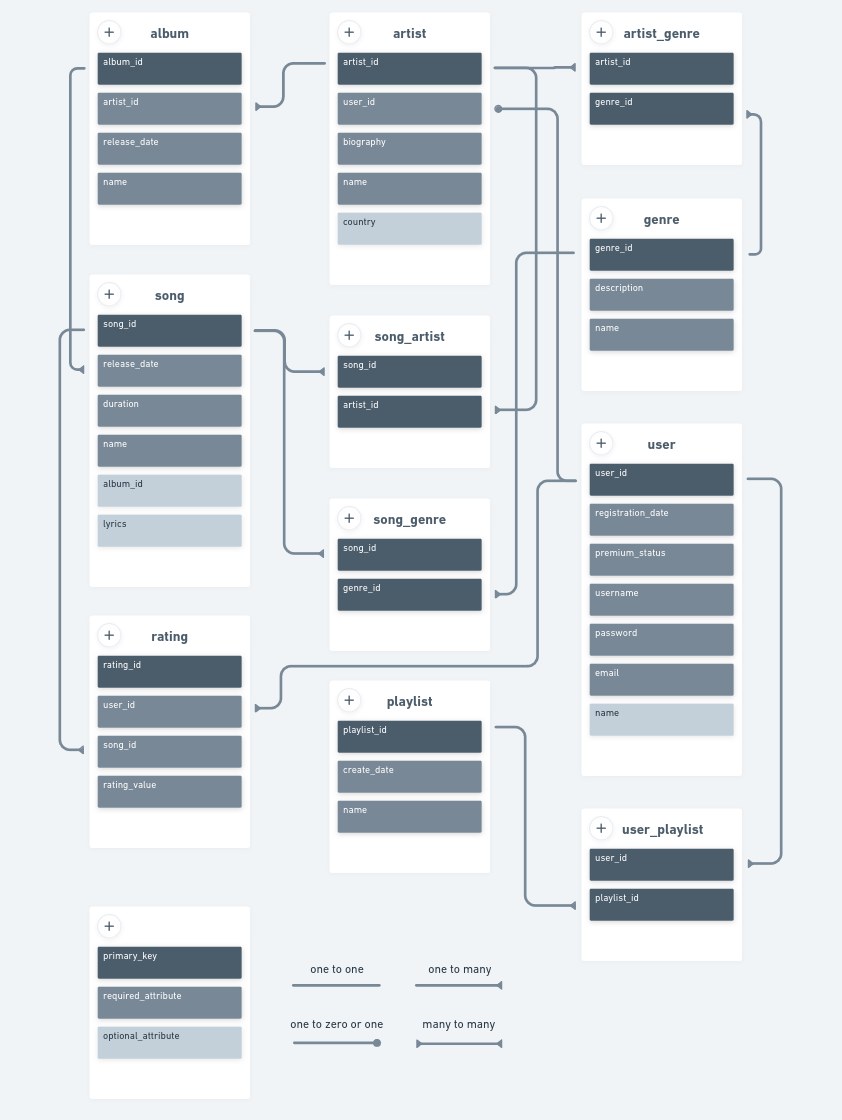 + album
album_id
artist_id
release_date
name
+ artist
artist_id
user_id
biography
name
country
+ artist_genre
artist_id
genre_id
+ genre
genre_id
description
name
+ song
song_id
release_date
duration
name
album_id
lyrics
+ song_artist
song_id
artist_id
+ song_genre
song_id
genre_id
+ user
user_id
registration_date
premium_status
username
password
email
name
+ rating
rating_id
user_id
song_id
rating_value
+ playlist
playlist_id
create_date
name
+ user_playlist
user_id
playlist_id
+
primary_key
required_attribute
optional_attribute
one to one
one to many
one to zero or one
many to many